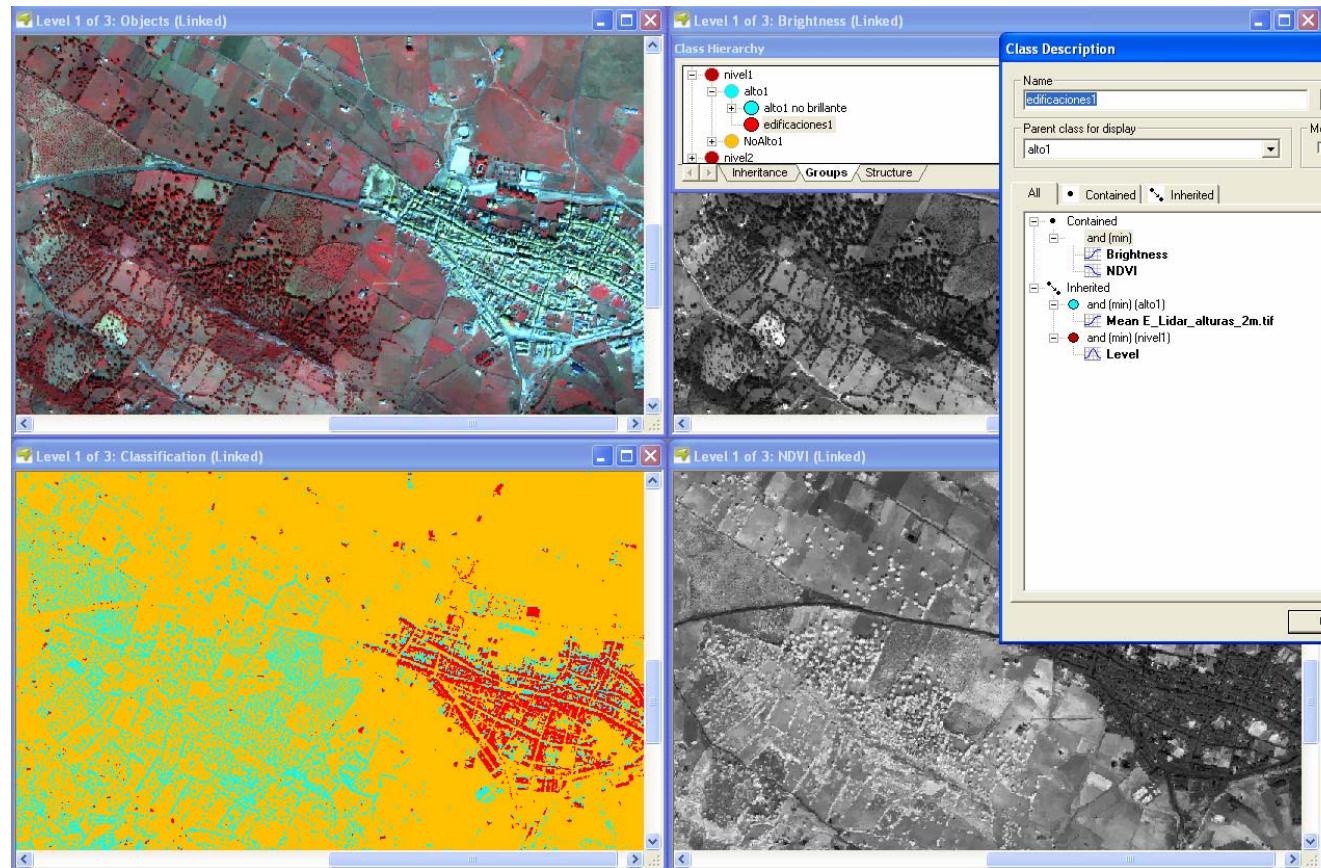 Level 1 of 3: Objects (Linked)
Level 1 of 3: Brightness (Linked)
Class Hierarchy
nivel1
alto1
alto1 no brillante
edificaciones1
NoAlto1
nivel2
Inheritance Groups Structure
Class Description
Name
edificaciones1
Parent class for display
alto1
All Contained Inherited
Contained
and (min)
Brightness
NDVI
Inherited
and (min) (alto1)
Mean E_Lidar_alturas_2m.tif
and (min) (nivel1)
Level
Level 1 of 3: Classification (Linked)
Level 1 of 3: NDVI (Linked)